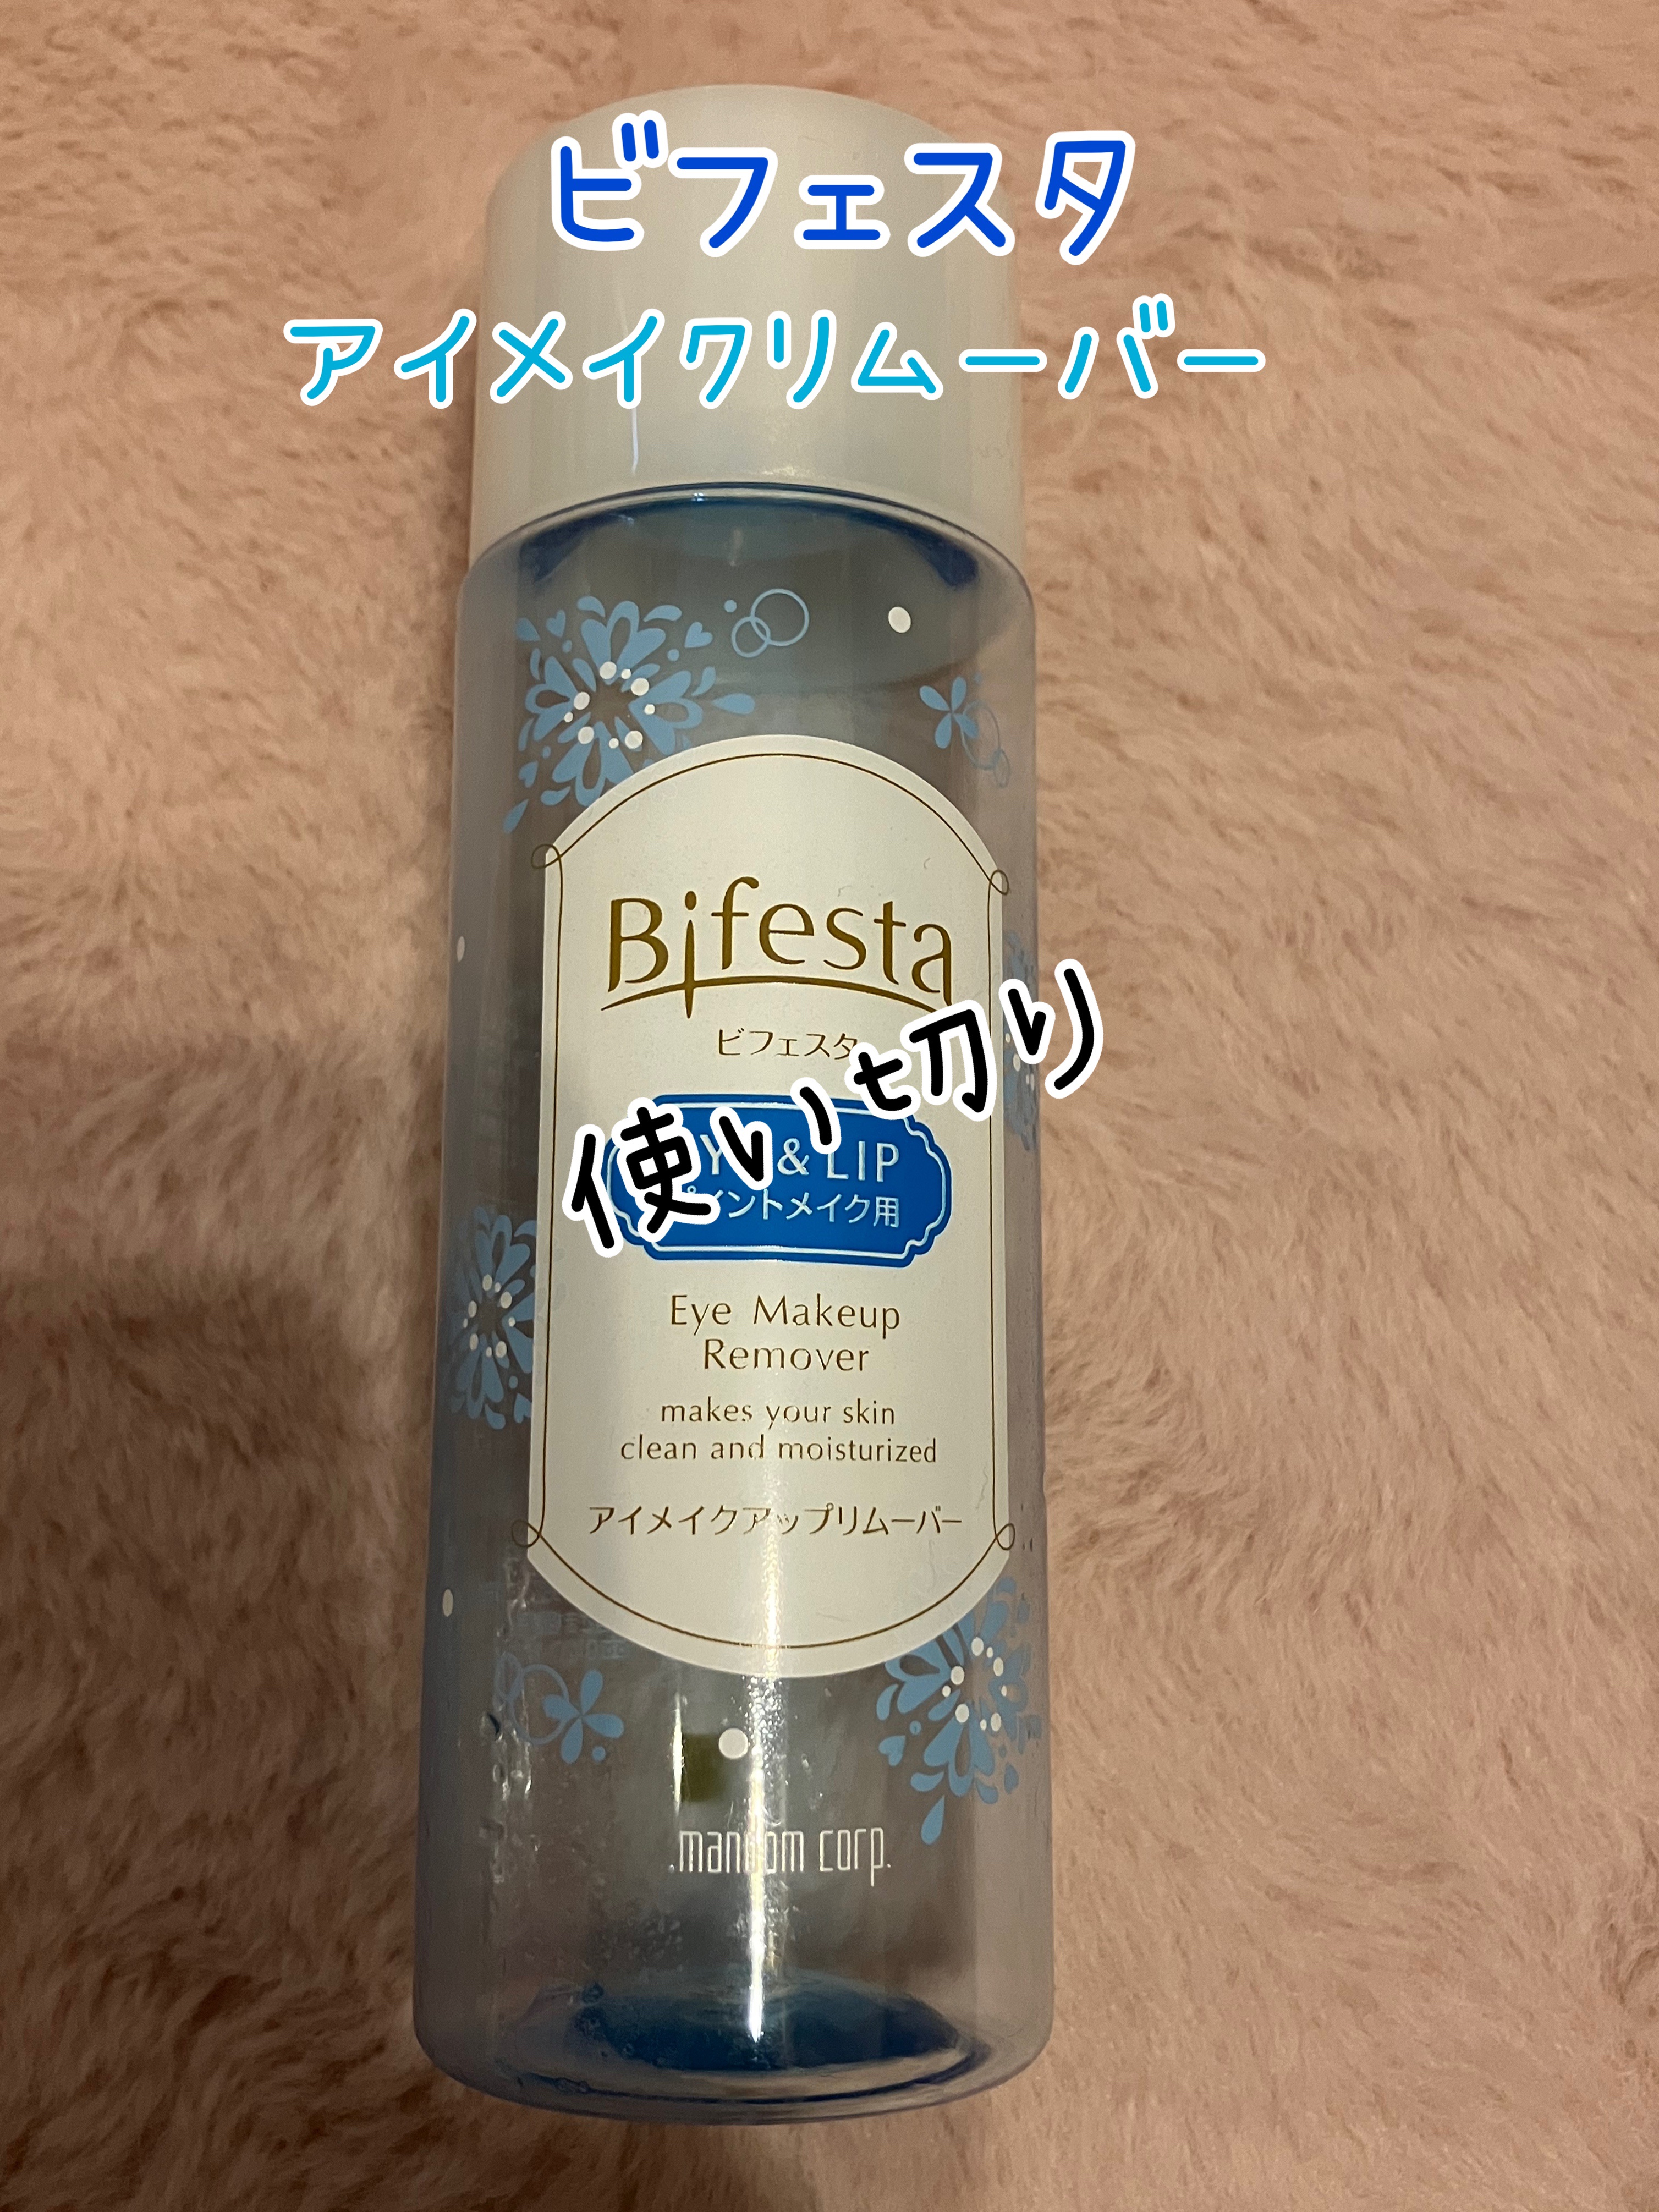 ビフェスタ
アイメイクリムーバー
Bifesta
ビフェスタ
使い切り
& LIP
イントメイク用
Eye Makeup
Remover
makes your skin
clean and moisturized
アイメイクアップリムーバー
mandom corp.